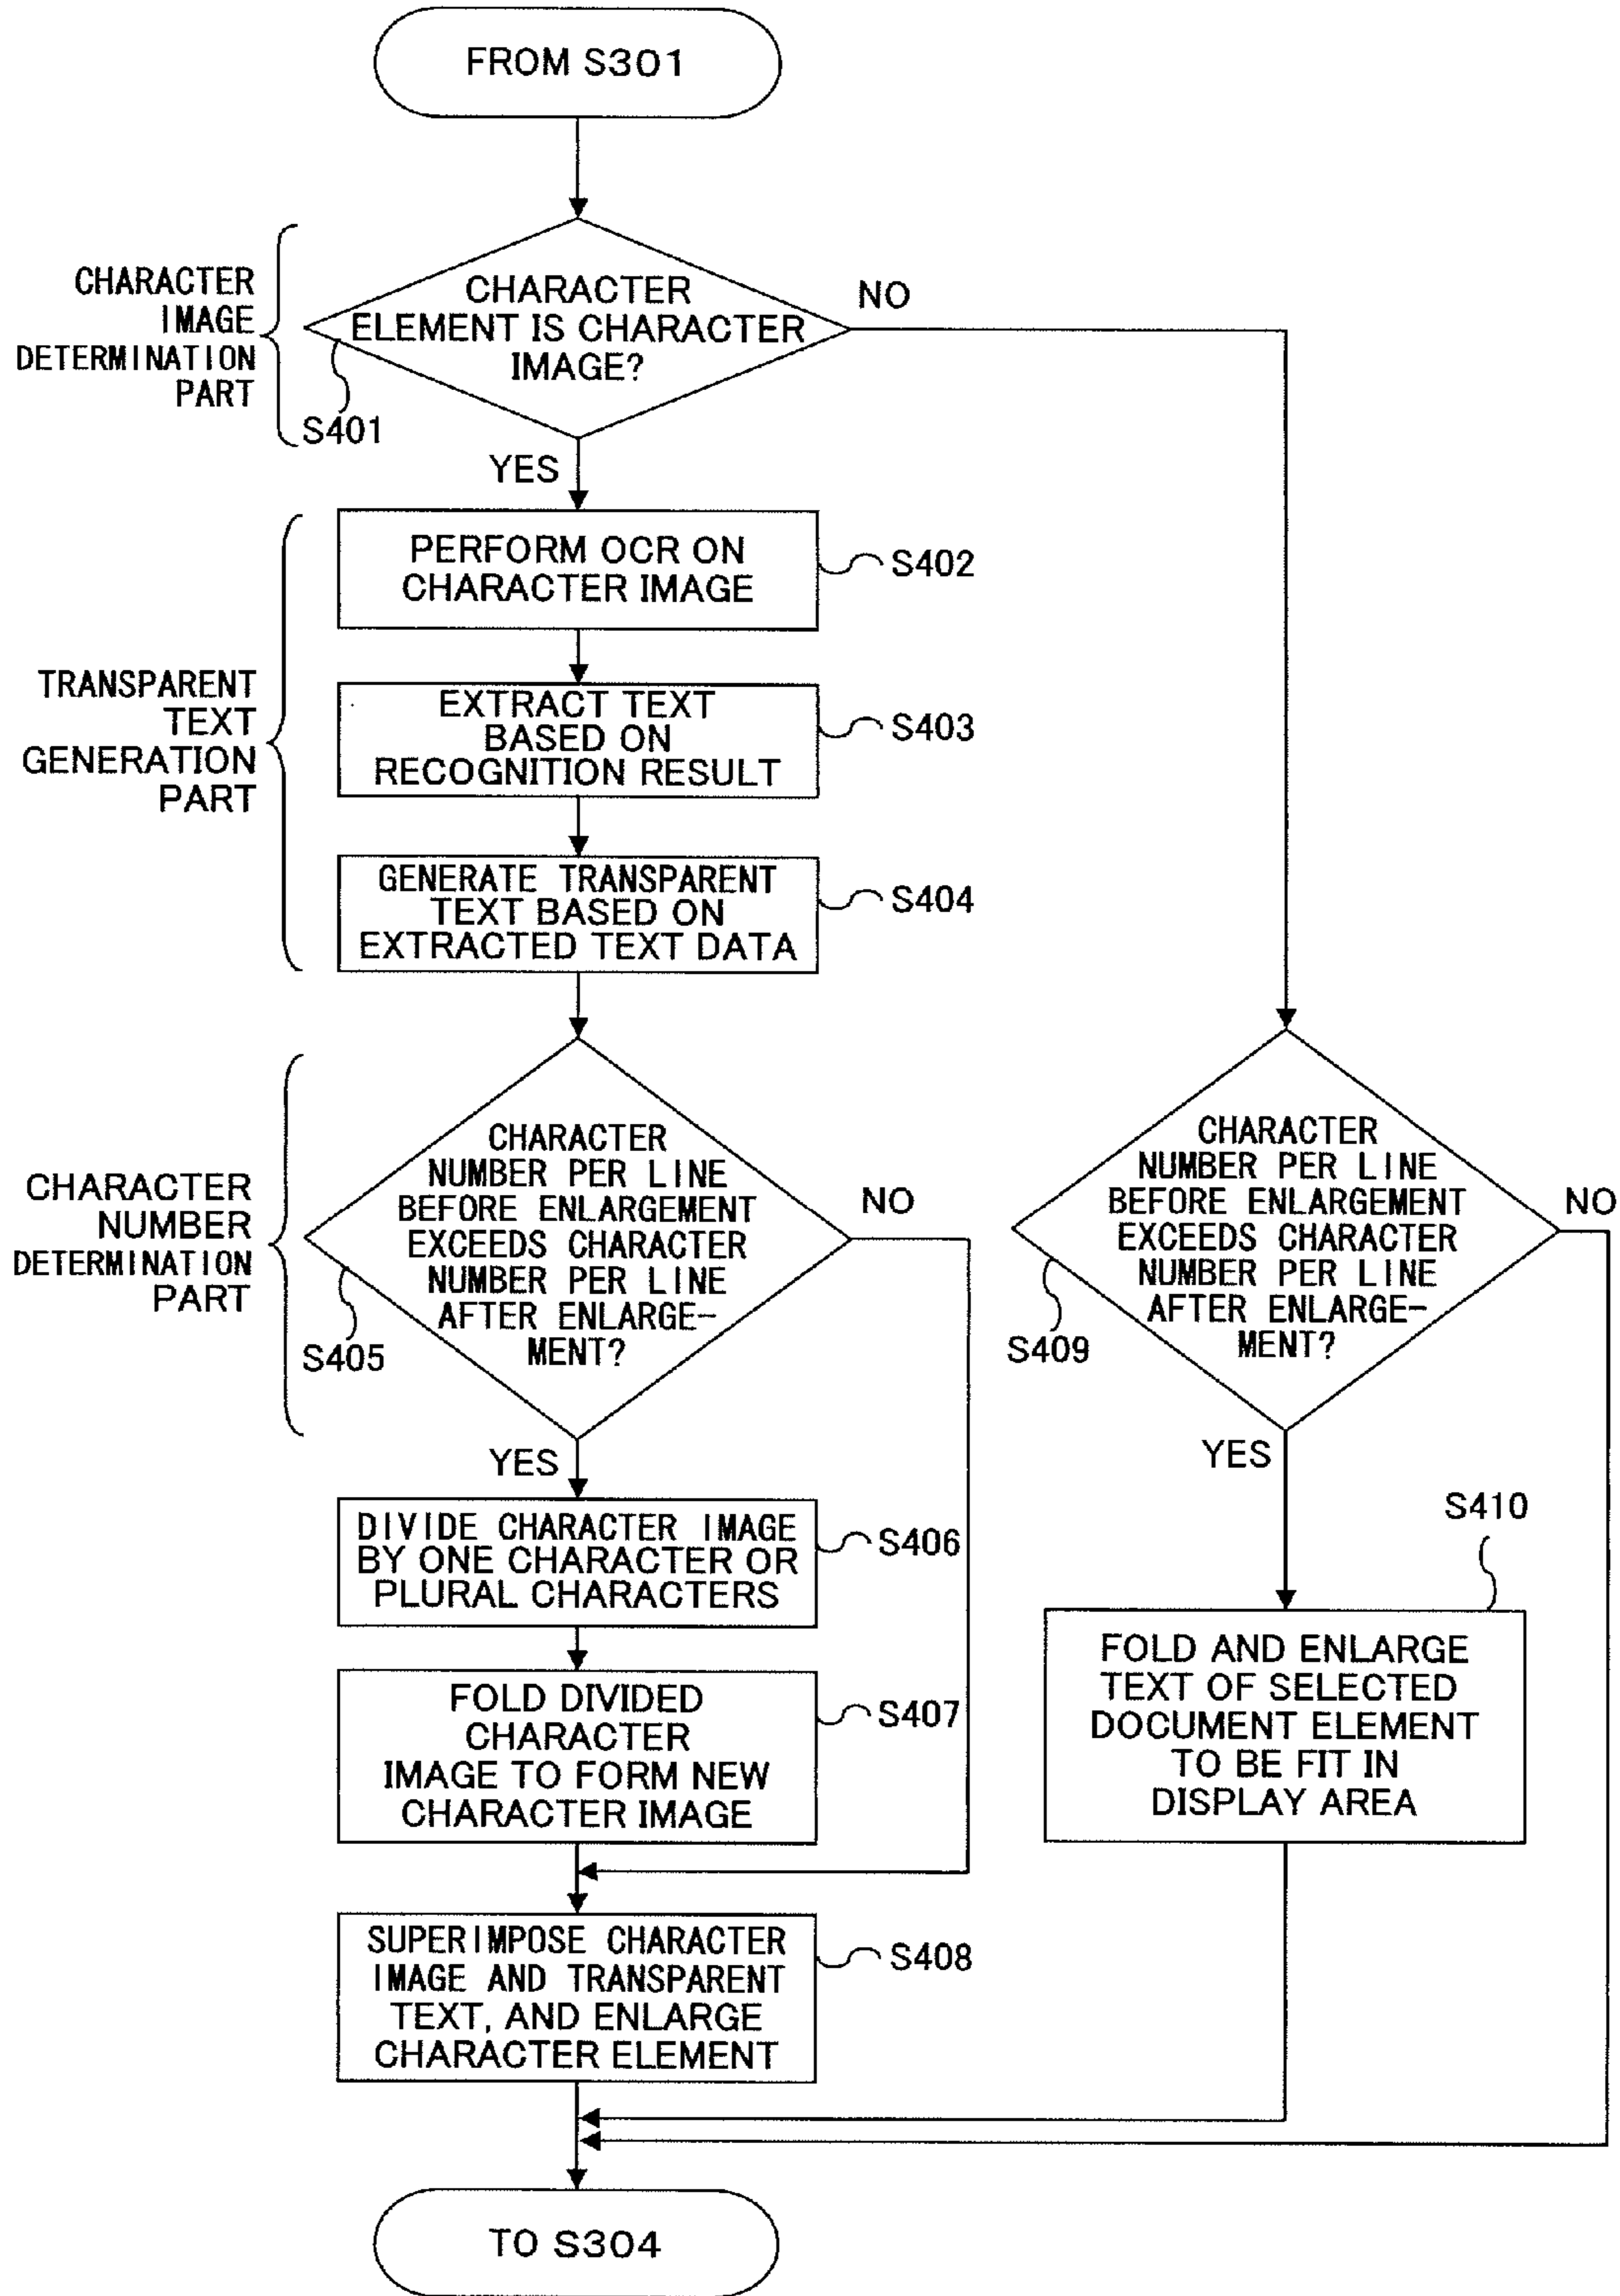 FROM S301
CHARACTER
IMAGE
DETERMINATION
PART
CHARACTER
ELEMENT IS CHARACTER
IMAGE?
NO
S401
YES
TRANSPARENT
TEXT
GENERATION
PART
PERFORM OCR ON
CHARACTER IMAGE
S402
EXTRACT TEXT
BASED ON
RECOGNITION RESULT
S403
GENERATE TRANSPARENT
TEXT BASED ON
EXTRACTED TEXT DATA
S404
CHARACTER
NUMBER
DETERMINATION
PART
CHARACTER
NUMBER PER LINE
BEFORE ENLARGEMENT
EXCEEDS CHARACTER
NUMBER PER LINE
AFTER ENLARGE-
MENT?
NO
S405
YES
CHARACTER
NUMBER PER LINE
BEFORE ENLARGEMENT
EXCEEDS CHARACTER
NUMBER PER LINE
AFTER ENLARGE-
MENT?
NO
S409
YES
DIVIDE CHARACTER IMAGE
BY ONE CHARACTER OR
PLURAL CHARACTERS
S406
FOLD DIVIDED
CHARACTER
IMAGE TO FORM NEW
CHARACTER IMAGE
S407
S410
FOLD AND ENLARGE
TEXT OF SELECTED
DOCUMENT ELEMENT
TO BE FIT IN
DISPLAY AREA
SUPERIMPOSE CHARACTER
IMAGE AND TRANSPARENT
TEXT, AND ENLARGE
CHARACTER ELEMENT
S408
TO S304